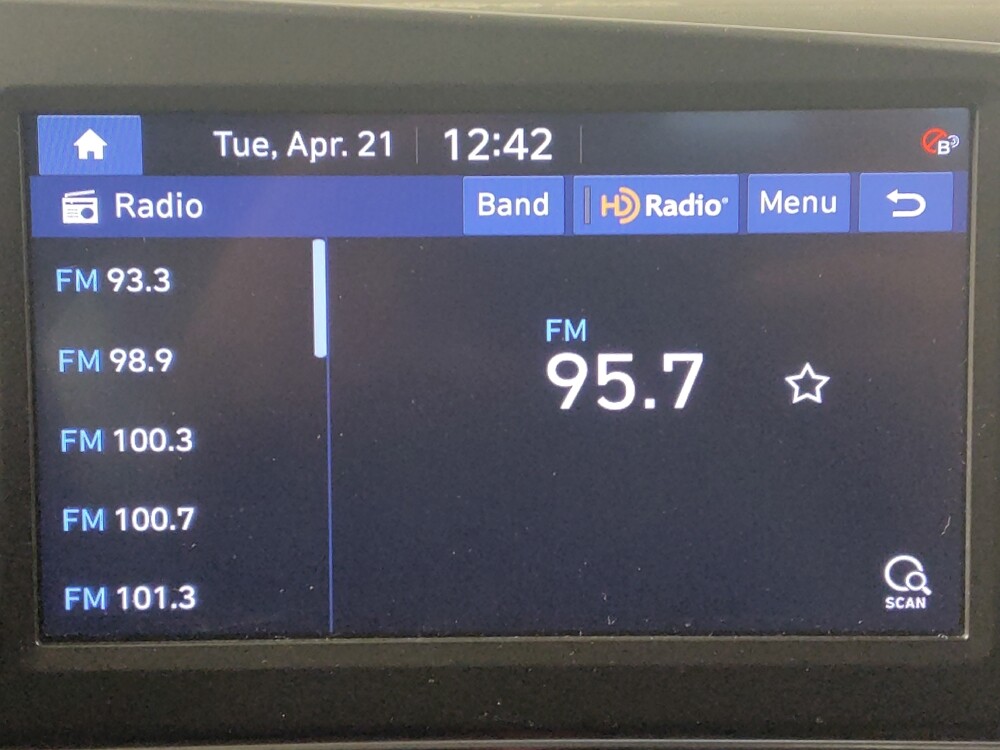 Tue, Apr. 21 12:42
B
Radio Band HD Radio® Menu
FM 93.3
FM 98.9
FM 100.3
FM 100.7
FM 101.3
FM
95.7
SCAN